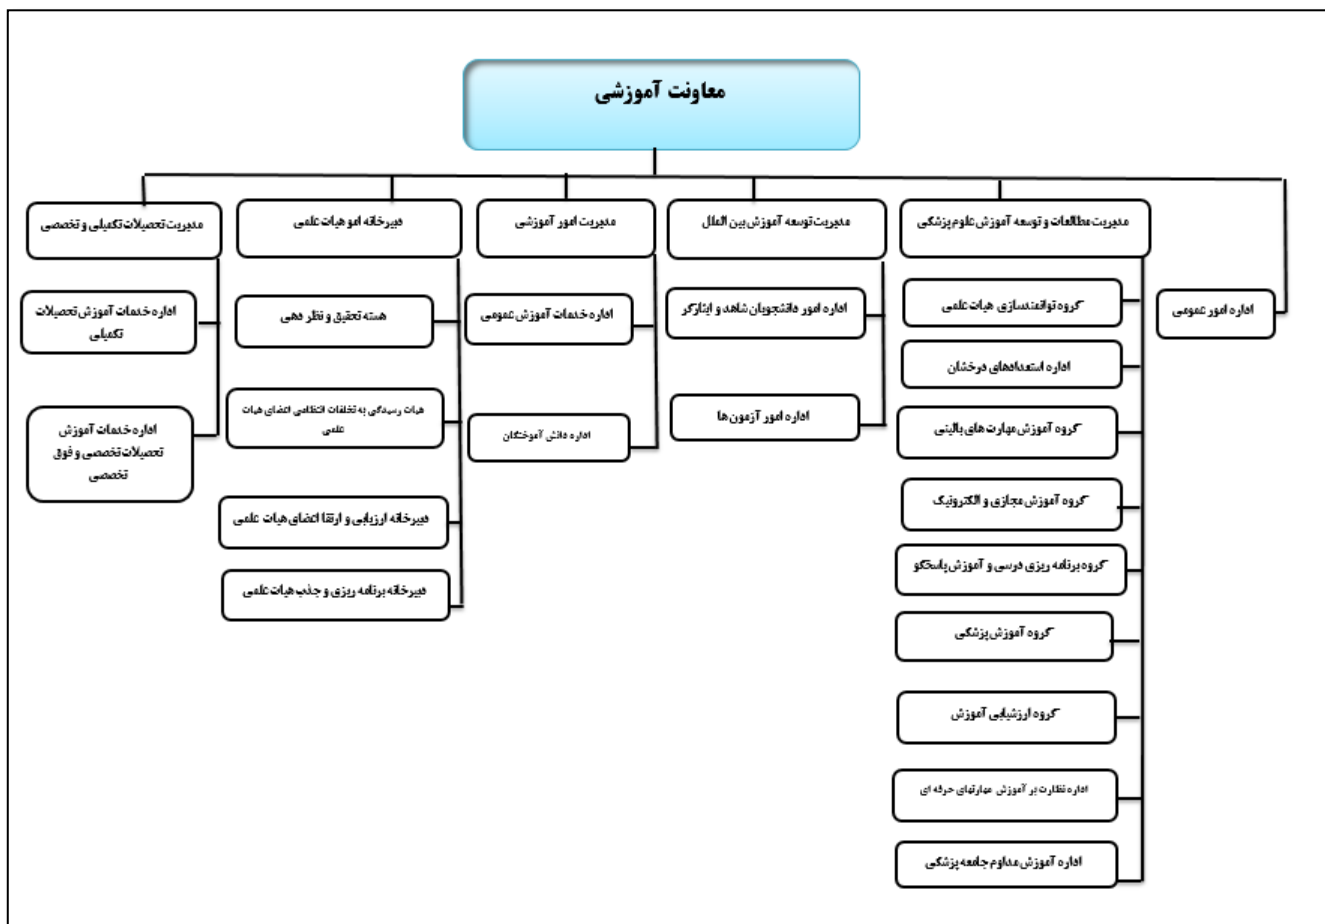 معاونت آموزشی
اداره امور عمومی
مدیریت مطالعات و توسعه آموزش علوم پزشکی
گروه توانمندسازی هیات علمی
اداره استعدادهای درخشان
گروه آموزش مهارت های بالینی
گروه آموزش مجازی و الکترونیک
گروه برنامه ریزی درسی و آموزش پاسخگو
گروه آموزش پزشکی
گروه ارزشیابی آموزش
اداره نظارت بر آموزش مهارتهای حرفه ای
اداره آموزش مداوم جامعه پزشکی
مدیریت توسعه آموزش بین الملل
اداره امور دانشجویان شاهد و ایثارگر
اداره امور آزمون ها
مدیریت امور آموزشی
اداره خدمات آموزش عمومی
اداره دانش آموختگان
دبیرخانه امو هیات علمی
هسته تحقیق و نظر دهی
هیات رسیدگی به تخلفات انتظامی اعضای هیات
علمی
دبیرخانه ارزیابی و ارتقا اعضای هیات علمی
دبیرخانه برنامه ریزی و جذب هیات علمی
مدیریت تحصیلات تکمیلی و تخصصی
اداره خدمات آموزش تحصیلات
تکمیلی
اداره خدمات آموزش
تحصیلات تخصصی و فوق
تخصصی